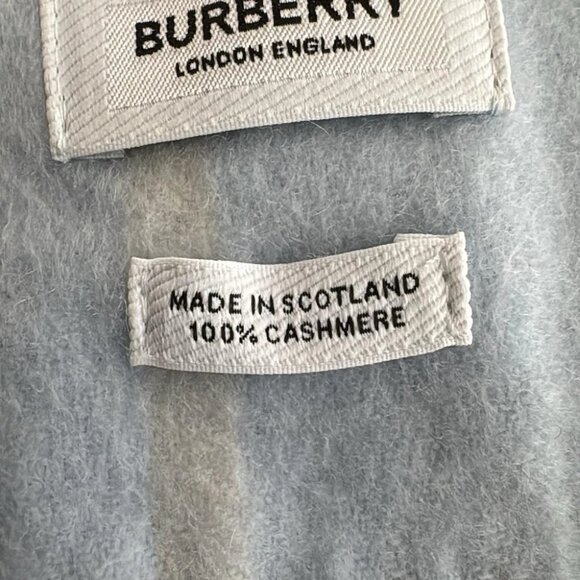 BURBERRY
LONDON ENGLAND
MADE IN SCOTLAND
100% CASHMERE